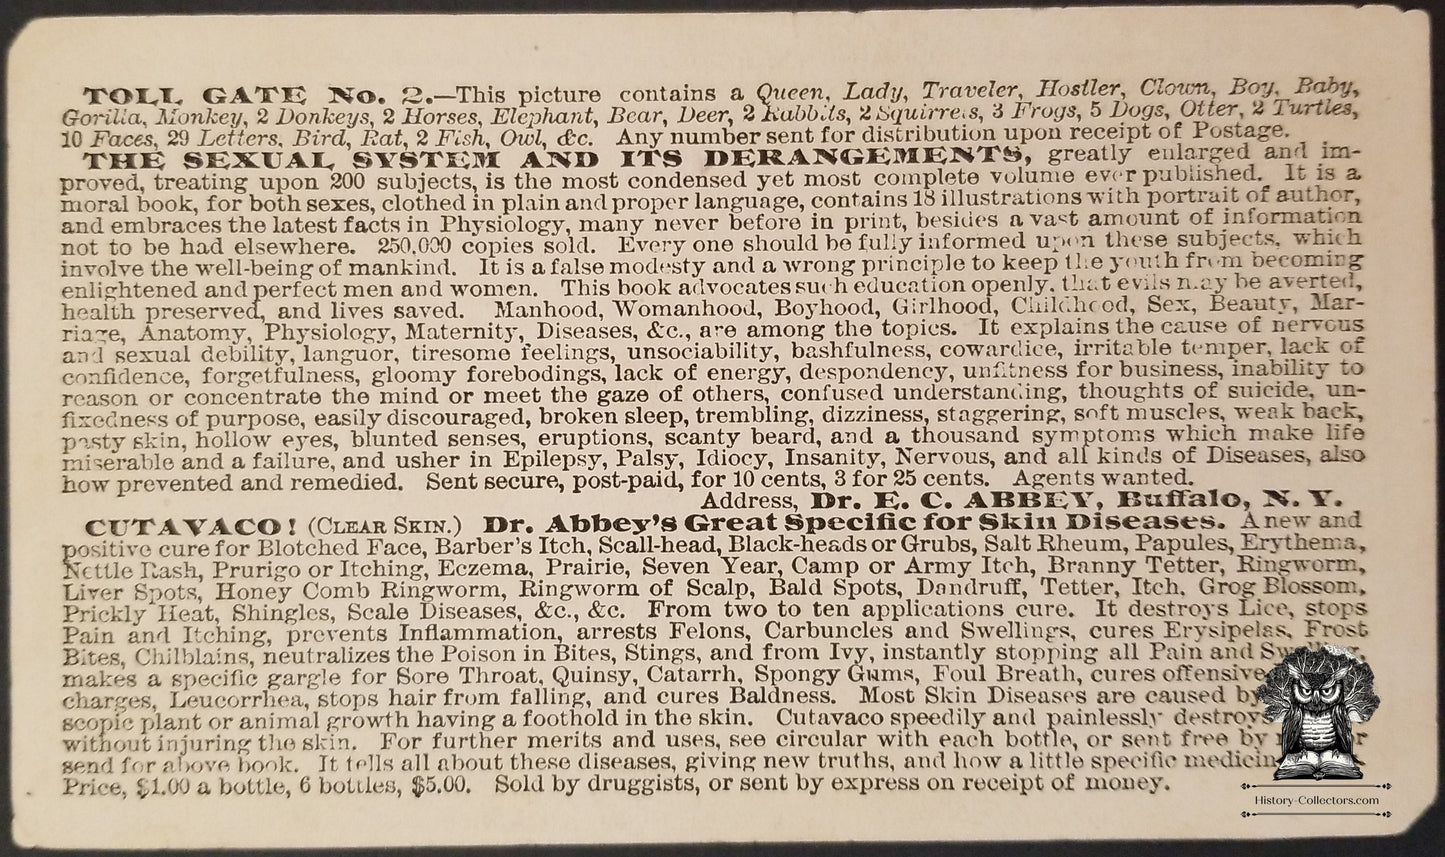 TOLL GATE No. 2.—This picture contains a Queen, Lady, Traveler, Hostler, Clown, Boy, Baby,
Gorilla, Monkey, 2 Donkeys, 2 Horses, Elephant, Bear, Deer, 2 Rabbits, 2 Squirrels, 3 Frogs, 5 Dogs, Otter, 2 Turtles,
10 Faces, 29 Letters, Bird, Rat, 2 Fish, Owl, &c. Any number sent for distribution upon receipt of Postage.
THE SEXUAL SYSTEM AND ITS DERANGEMENTS, greatly enlarged and im-
proved, treating upon 200 subjects, is the most condensed yet most complete volume ever published. It is a
moral book, for both sexes, clothed in plain and proper language, contains 18 illustrations with portrait of author,
and embraces the latest facts in Physiology, many never before in print, besides a vast amount of information
not to be had elsewhere. 250,000 copies sold. Every one should be fully informed upon these subjects, which
involve the well-being of mankind. It is a false modesty and a wrong principle to keep the youth from becoming
enlightened and perfect men and women. This book advocates such education openly, that evils may be averted,
health preserved, and lives saved. Manhood, Womanhood, Boyhood, Girlhood, Childhood, Sex, Beauty, Mar-
riage, Anatomy, Physiology, Maternity, Diseases, &c., are among the topics. It explains the cause of nervous
and sexual debility, languor, tiresome feelings, unsociability, bashfulness, cowardice, irritable temper, lack of
confidence, forgetfulness, gloomy forebodings, lack of energy, despondency, unfitness for business, inability to
reason or concentrate the mind or meet the gaze of others, confused understanding, thoughts of suicide, un-
fixedness of purpose, easily discouraged, broken sleep, trembling, dizziness, staggering, soft muscles, weak back,
pasty skin, hollow eyes, blunted senses, eruptions, scanty beard, and a thousand symptoms which make life
miserable and a failure, and usher in Epilepsy, Palsy, Idiocy, Insanity, Nervous, and all kinds of Diseases, also
how prevented and remedied. Sent secure, post-paid, for 10 cents, 3 for 25 cents. Agents wanted.
Address, Dr. E. C. ABBEY, Buffalo, N. Y.
CUTAVACO! (CLEAR SKIN.) Dr. Abbey's Great Specific for Skin Diseases. A new and
positive cure for Blotched Face, Barber's Itch, Scall-head, Black-heads or Grubs, Salt Rheum, Papules, Erythema,
Nettle Rash, Prurigo or Itching, Eczema, Prairie, Seven Year, Camp or Army Itch, Branny Tetter, Ringworm,
Liver Spots, Honey Comb Ringworm, Ringworm of Scalp, Bald Spots, Dandruff, Tetter, Itch, Grog Blossom,
Prickly Heat, Shingles, Scale Diseases, &c., &c. From two to ten applications cure. It destroys Lice, stops
Pain and Itching, prevents Inflammation, arrests Felons, Carbuncles and Swellings, cures Erysipelas, Frost
Bites, Chilblains, neutralizes the Poison in Bites, Stings, and from Ivy, instantly stopping all Pain and
makes a specific gargle for Sore Throat, Quinsy, Catarrh, Spongy Gums, Foul Breath, cures offensive
charges, Leucorrhea, stops hair from falling, and cures Baldness. Most Skin Diseases are caused by
scopic plant or animal growth having a foothold in the skin. Cutavaco speedily and painlessly destroys
without injuring the skin. For further merits and uses, see circular with each bottle, or sent free by
send for above book. It tells all about these diseases, giving new truths, and how a little specific
Price, $1.00 a bottle, 6 bottles, $5.00. Sold by druggists, or sent by express on receipt of money.
History-Collectors.com